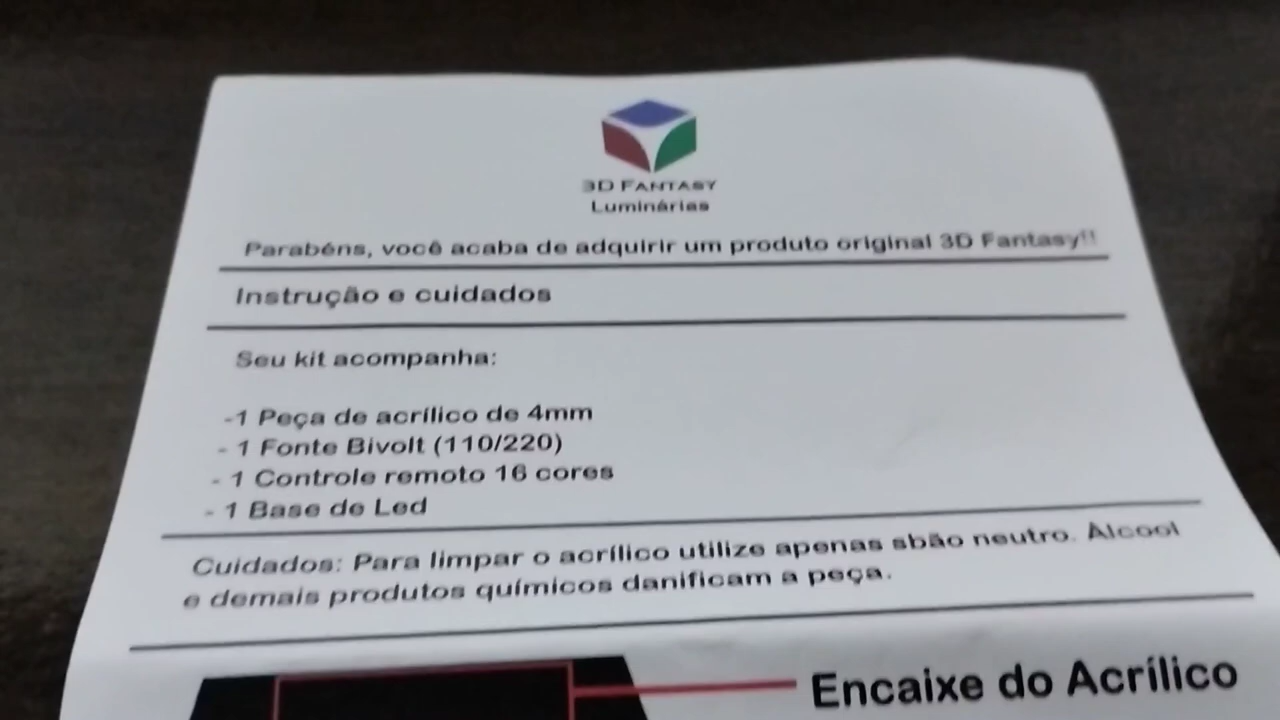 3D FANTASY
Luminárias
Parabéns, você acaba de adquirir um produto original 3D Fantasy!!
Instrução e cuidados
Seu kit acompanha:
-1 Peça de acrílico de 4mm
- 1 Fonte Bivolt (110/220)
- 1 Controle remoto 16 cores
- 1 Base de Led
Cuidados: Para limpar o acrílico utilize apenas sbão neutro. Álcool
e demais produtos químicos danificam a peça.
Encaixe do Acrílico